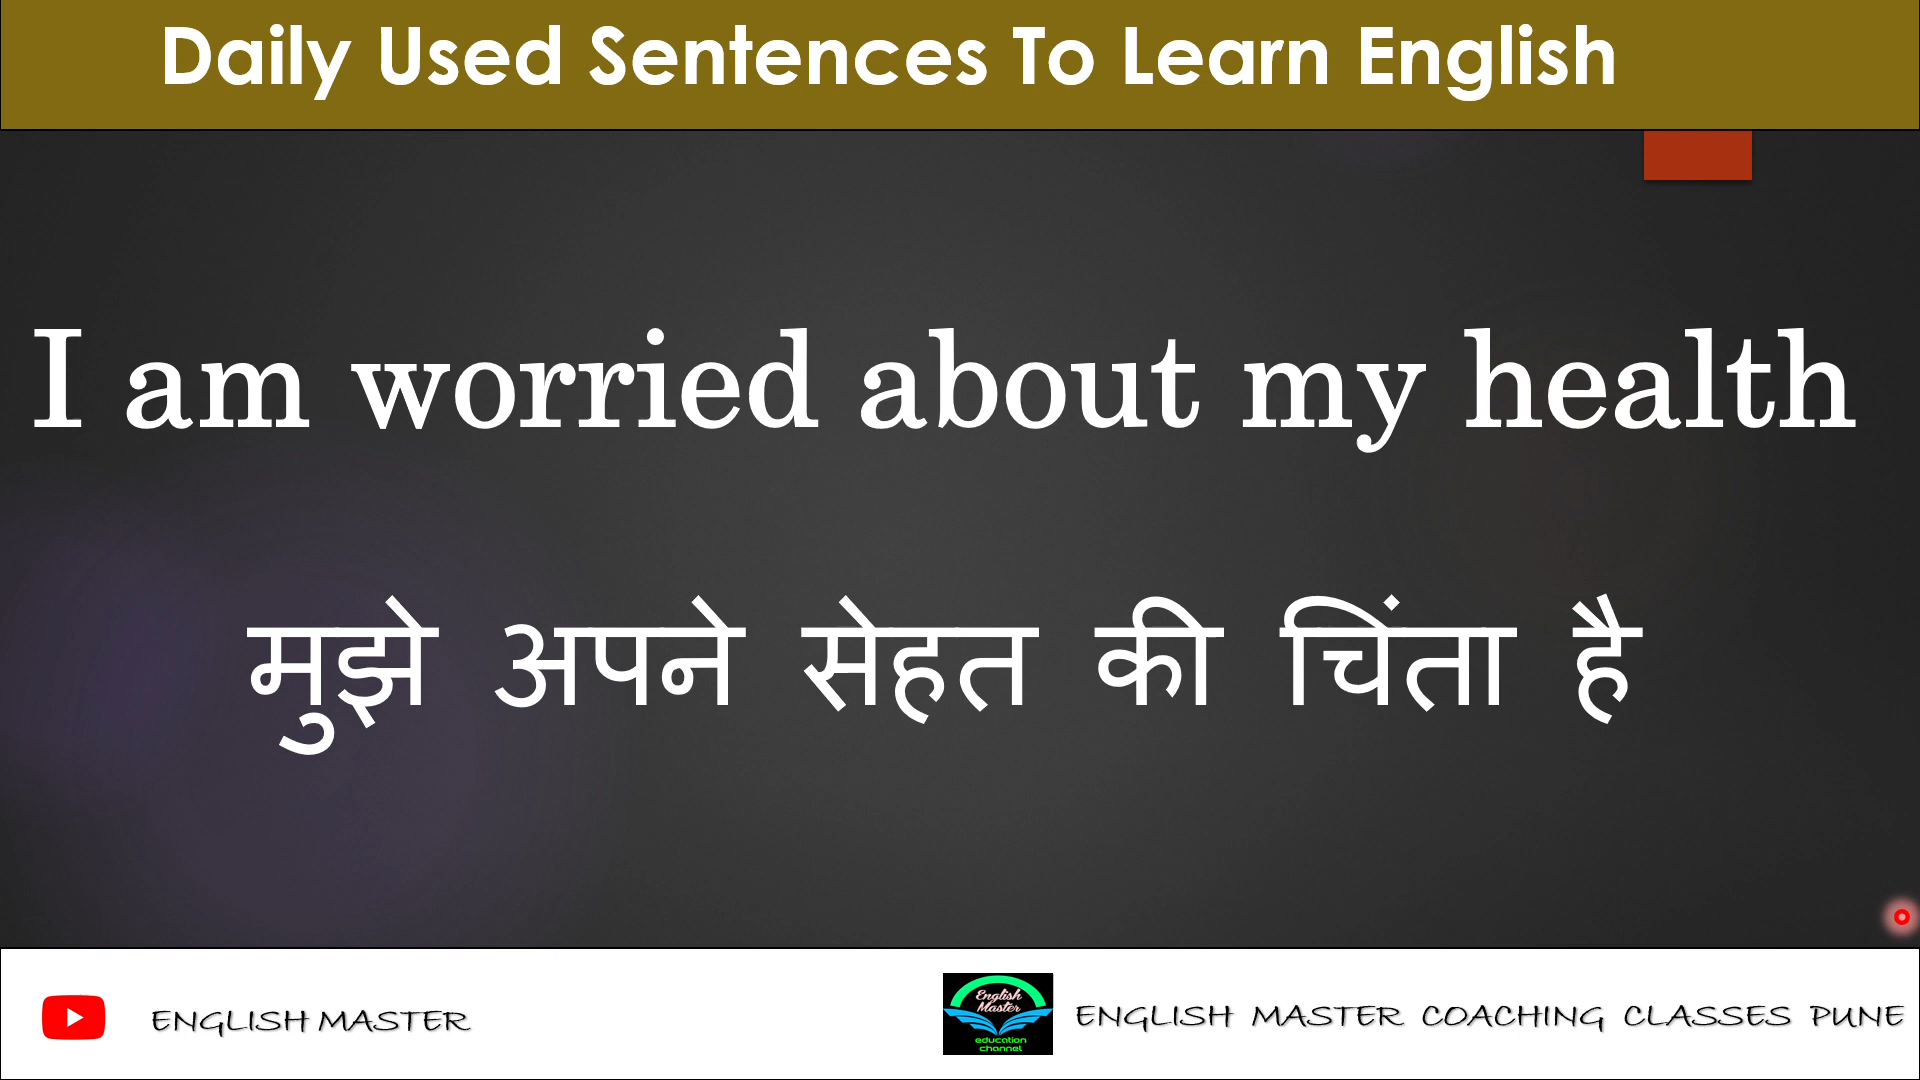 Daily Used Sentences To Learn English
I am worried about my health
मुझे अपने सेहत की चिंता है
ENGLISH MASTER
English
Master
education
channel
ENGLISH MASTER COACHING CLASSES PUNE